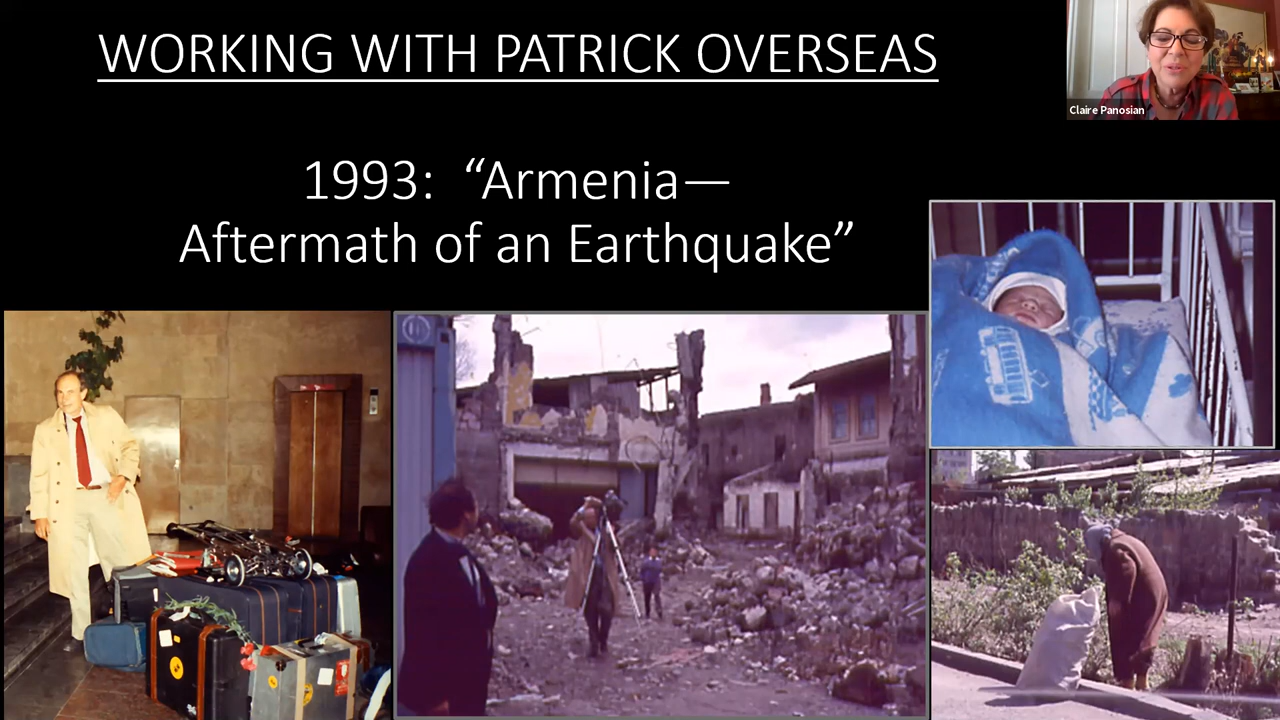 WORKING WITH PATRICK OVERSEAS
Claire Panosian
1993: “Armenia—
Aftermath of an Earthquake”